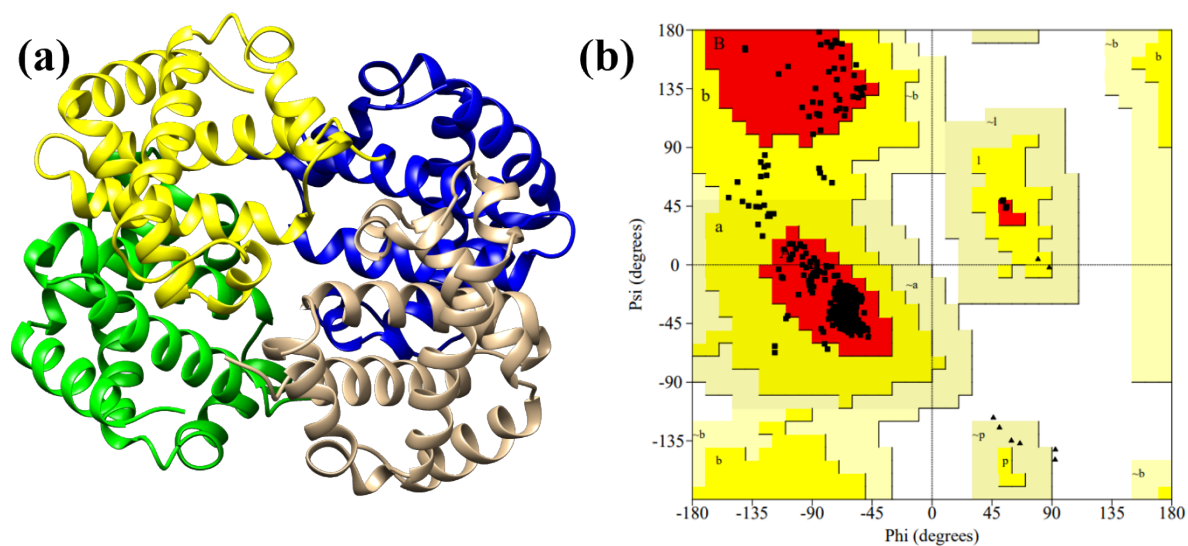 (a)
(b)
180
135
90
45
0
-45
-90
-135
Psi (degrees)
B
b
a
~b
~a
~l
l
~b
b
~b
b
~p
p
~b
-180
-135
-90
-45
0
45
90
135
180
Phi (degrees)